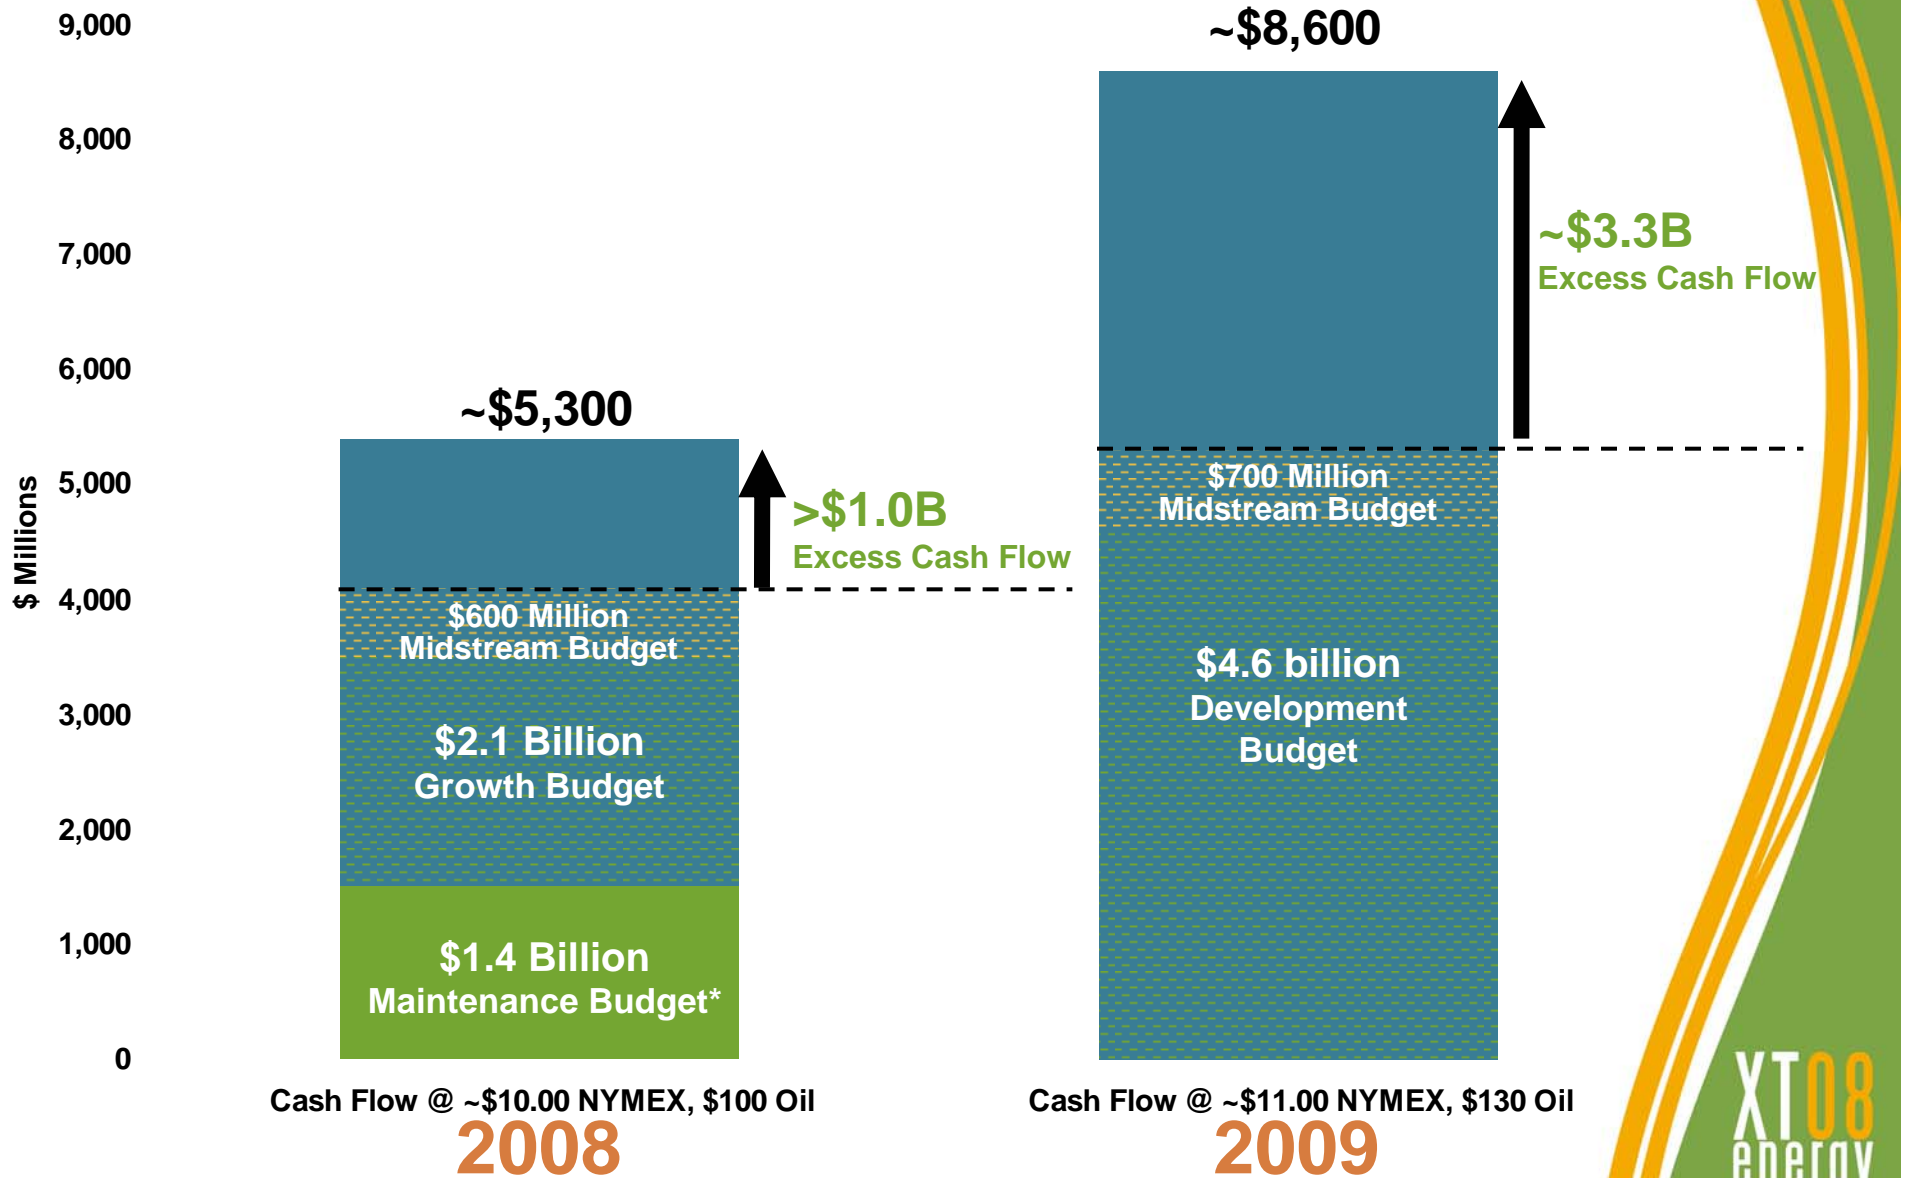 9,000
8,000
7,000
6,000
5,000
4,000
3,000
2,000
1,000
0
$ Millions
~$5,300
>$1.0B
Excess Cash Flow
$600 Million
Midstream Budget
$2.1 Billion
Growth Budget
$1.4 Billion
Maintenance Budget*
Cash Flow @ ~$10.00 NYMEX, $100 Oil
2008
~$8,600
~$3.3B
Excess Cash Flow
$700 Million
Midstream Budget
$4.6 billion
Development
Budget
Cash Flow @ ~$11.00 NYMEX, $130 Oil
2009
XT08
energy